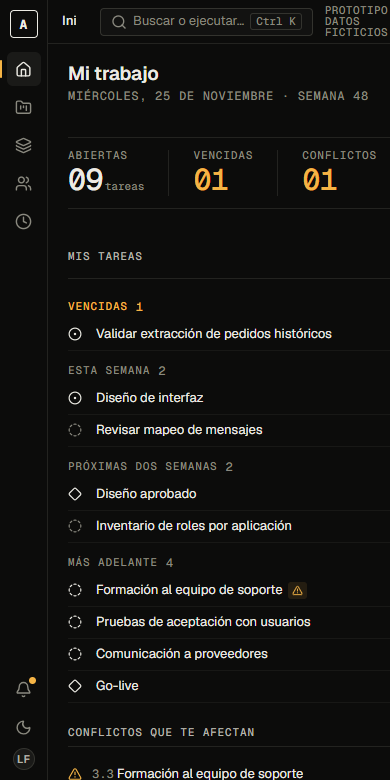 A
Ini
Buscar o ejecutar… Ctrl K
PROTOTIPO
DATOS
FICTICIOS
Mi trabajo
MIÉRCOLES, 25 DE NOVIEMBRE · SEMANA 48
ABIERTAS VENCIDAS CONFLICTOS
09 tareas 01 01
MIS TAREAS
VENCIDAS 1
Validar extracción de pedidos históricos
ESTA SEMANA 2
Diseño de interfaz
Revisar mapeo de mensajes
PRÓXIMAS DOS SEMANAS 2
Diseño aprobado
Inventario de roles por aplicación
MÁS ADELANTE 4
Formación al equipo de soporte
Pruebas de aceptación con usuarios
Comunicación a proveedores
Go-live
CONFLICTOS QUE TE AFECTAN
3.3 Formación al equipo de soporte
LF